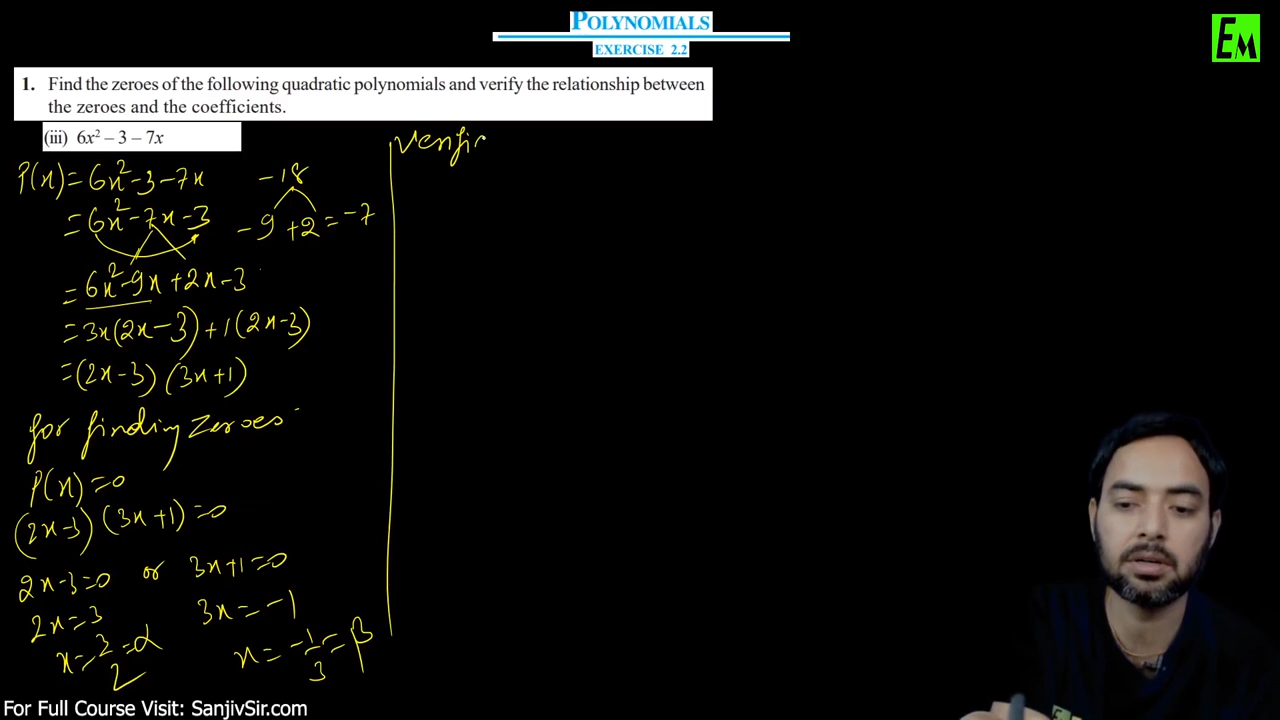 POLYNOMIALS
EXERCISE 2.2
EM
1. Find the zeroes of the following quadratic polynomials and verify the relationship between
the zeroes and the coefficients.
(iii) 6x² – 3 – 7x
P(x) = 6x² - 3 - 7x
= 6x² - 7x - 3
= 6x² - 9x + 2x - 3
= 3x(2x - 3) + 1(2x - 3)
= (2x - 3) (3x + 1)
for finding zeroes
P(x) = 0
(2x - 3) (3x + 1) = 0
2x - 3 = 0 or 3x + 1 = 0
2x = 3 3x = -1
x = 3/2 = α x = -1/3 = β
-18
-9 + 2 = -7
Verific
For Full Course Visit: SanjivSir.com